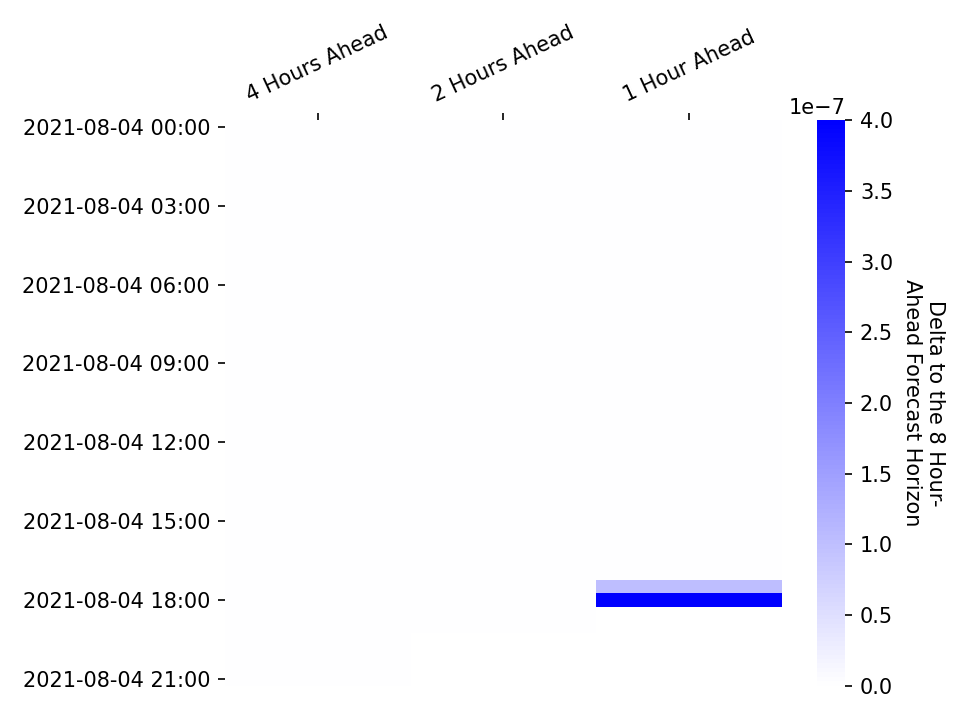 4 Hours Ahead
2 Hours Ahead
1 Hour Ahead
1e−7
2021-08-04 00:00
2021-08-04 03:00
2021-08-04 06:00
2021-08-04 09:00
2021-08-04 12:00
2021-08-04 15:00
2021-08-04 18:00
2021-08-04 21:00
4.0
3.5
3.0
2.5
2.0
1.5
1.0
0.5
0.0
Delta to the 8 Hour-
Ahead Forecast Horizon